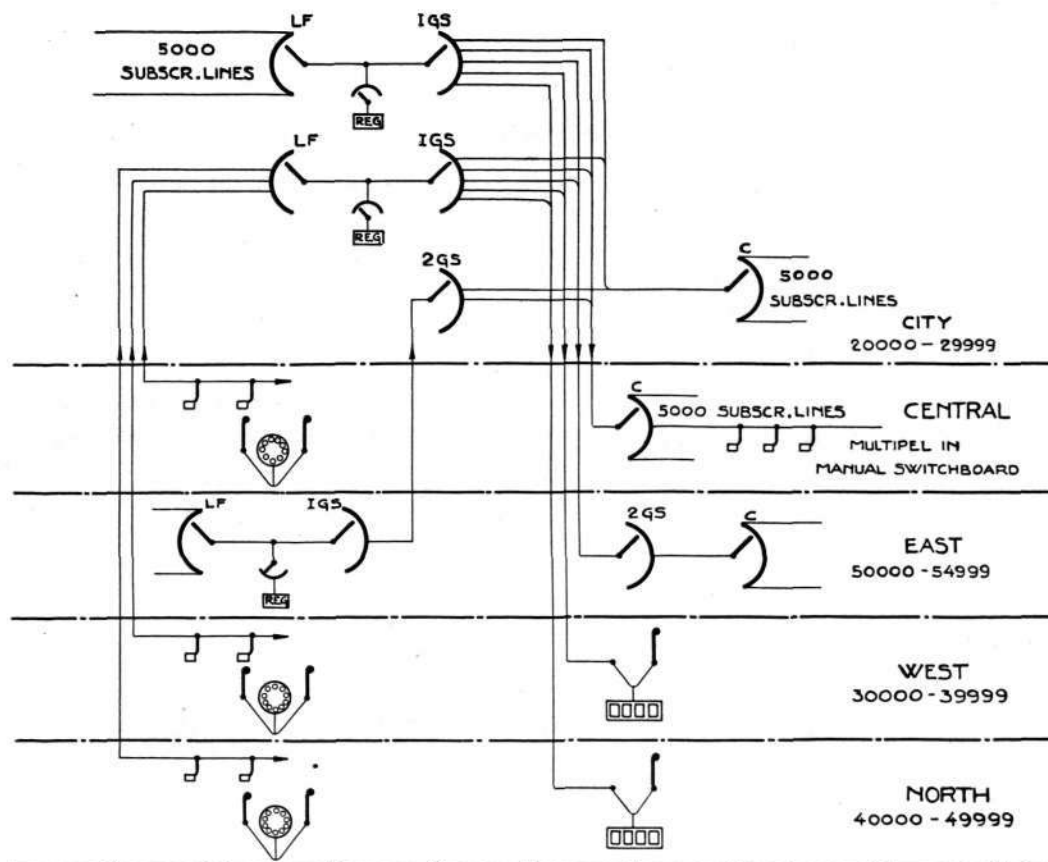 LF
IGS
5000
SUBSCR.LINES
REG
LF
IGS
REG
2GS
C
5000
SUBSCR.LINES
CITY
20000-29999
C
5000 SUBSCR.LINES
CENTRAL
MULTIPEL IN
MANUAL SWITCHBOARD
LF
IGS
REG
2GS
C
EAST
50000-54999
WEST
30000-39999
NORTH
40000-49999